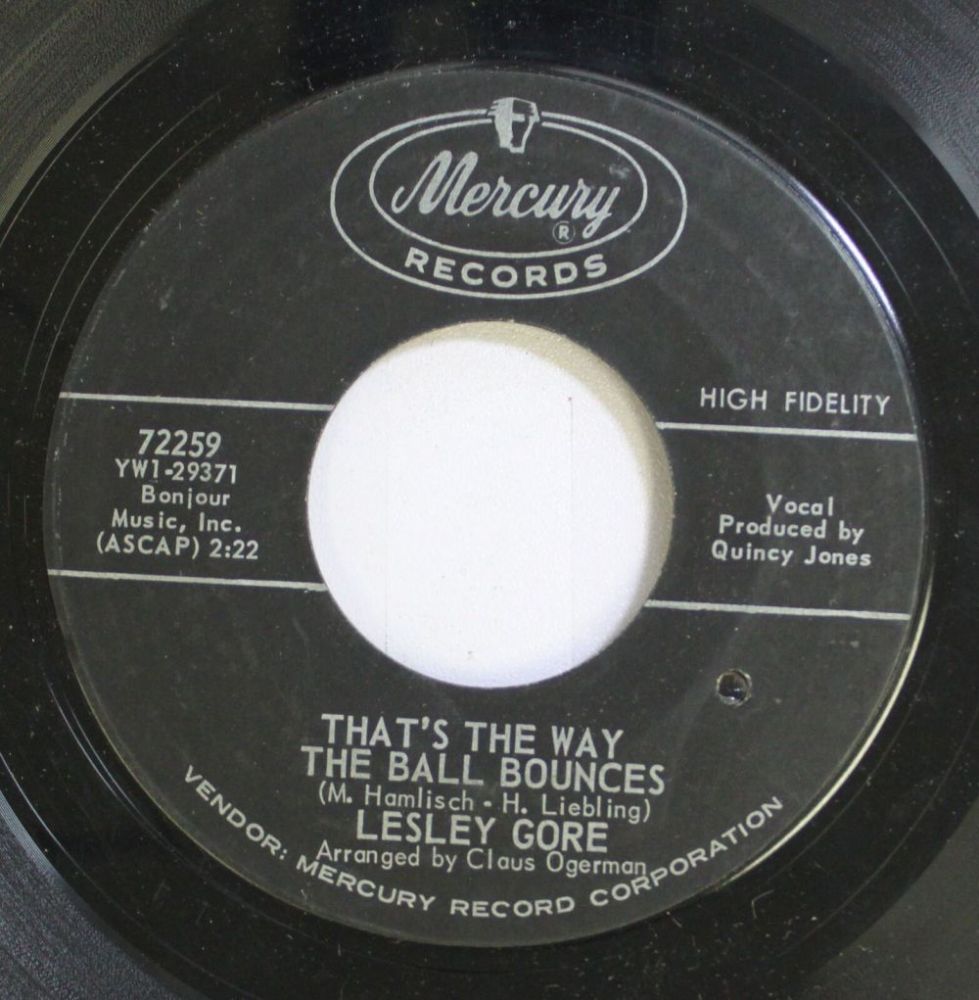 Mercury
®
RECORDS
HIGH FIDELITY
72259
YW1-29371
Bonjour
Music, Inc.
(ASCAP) 2:22
Vocal
Produced by
Quincy Jones
THAT'S THE WAY
THE BALL BOUNCES
(M. Hamlisch - H. Liebling)
LESLEY GORE
Arranged by Claus Ogerman
VENDOR: MERCURY RECORD CORPORATION